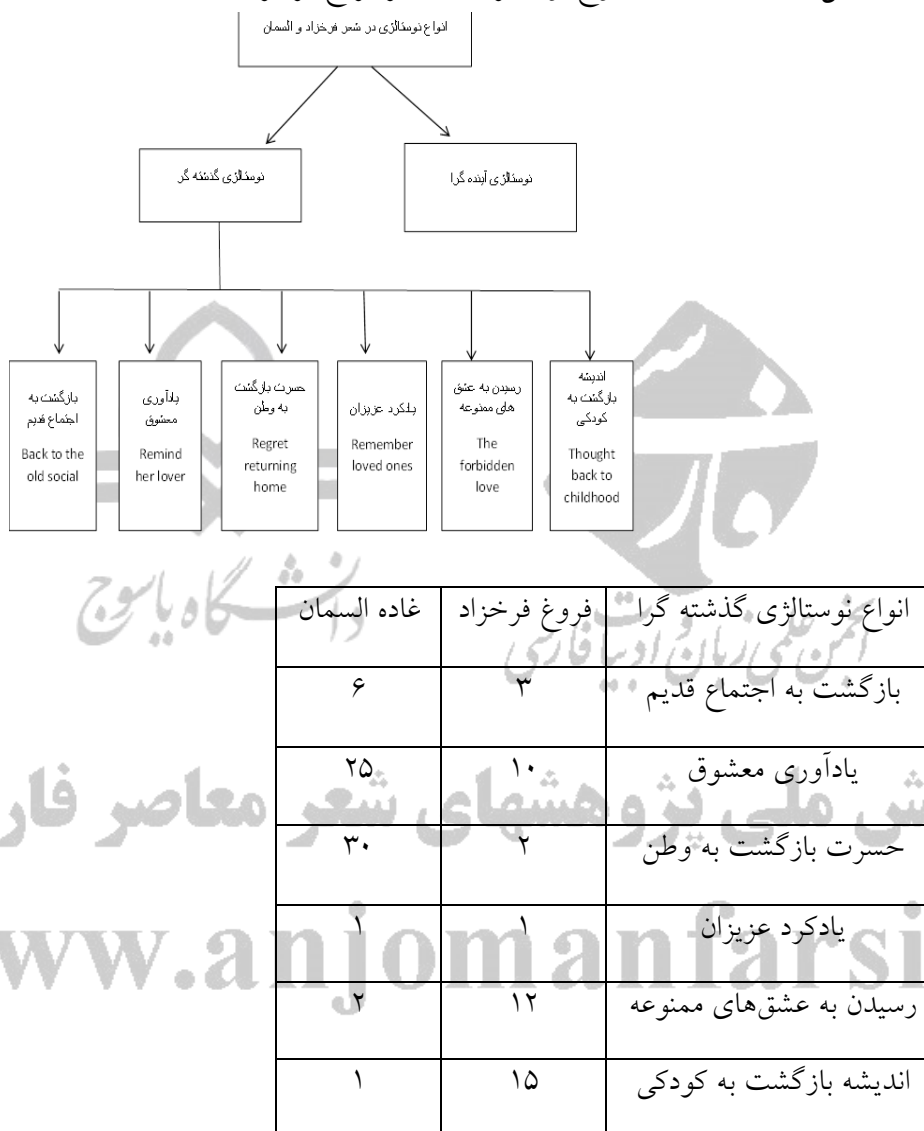 انواع نوستالژی در شعر فرخزاد و السمان
نوستالژی گذشته گر
نوستالژی آینده گرا
اندیشه
بازگشت به
کودکی
Thought
back to
childhood
رسیدن به عشق
های ممنوعه
The
forbidden
love
یادکرد عزیزان
Remember
loved ones
حسرت بازگشت
به وطن
Regret
returning
home
یادآوری
معشوق
Remind
her lover
بازگشت به
اجتماع قدیم
Back to the
old social
دانشگاه یاسوج
انجمن علمی زبان و ادبیات فارسی
انواع نوستالژی گذشته گرا فروغ فرخزاد غاده السمان
بازگشت به اجتماع قدیم ۳ ۶
یادآوری معشوق ۱۰ ۲۵
ملی پژوهشهای شعر معاصر
حسرت بازگشت به وطن ۲ ۳۰
یادکرد عزیزان ۱ ۱
www.anjomanfarsi
رسیدن به عشق‌های ممنوعه ۱۲ ۲
اندیشه بازگشت به کودکی ۱۵ ۱